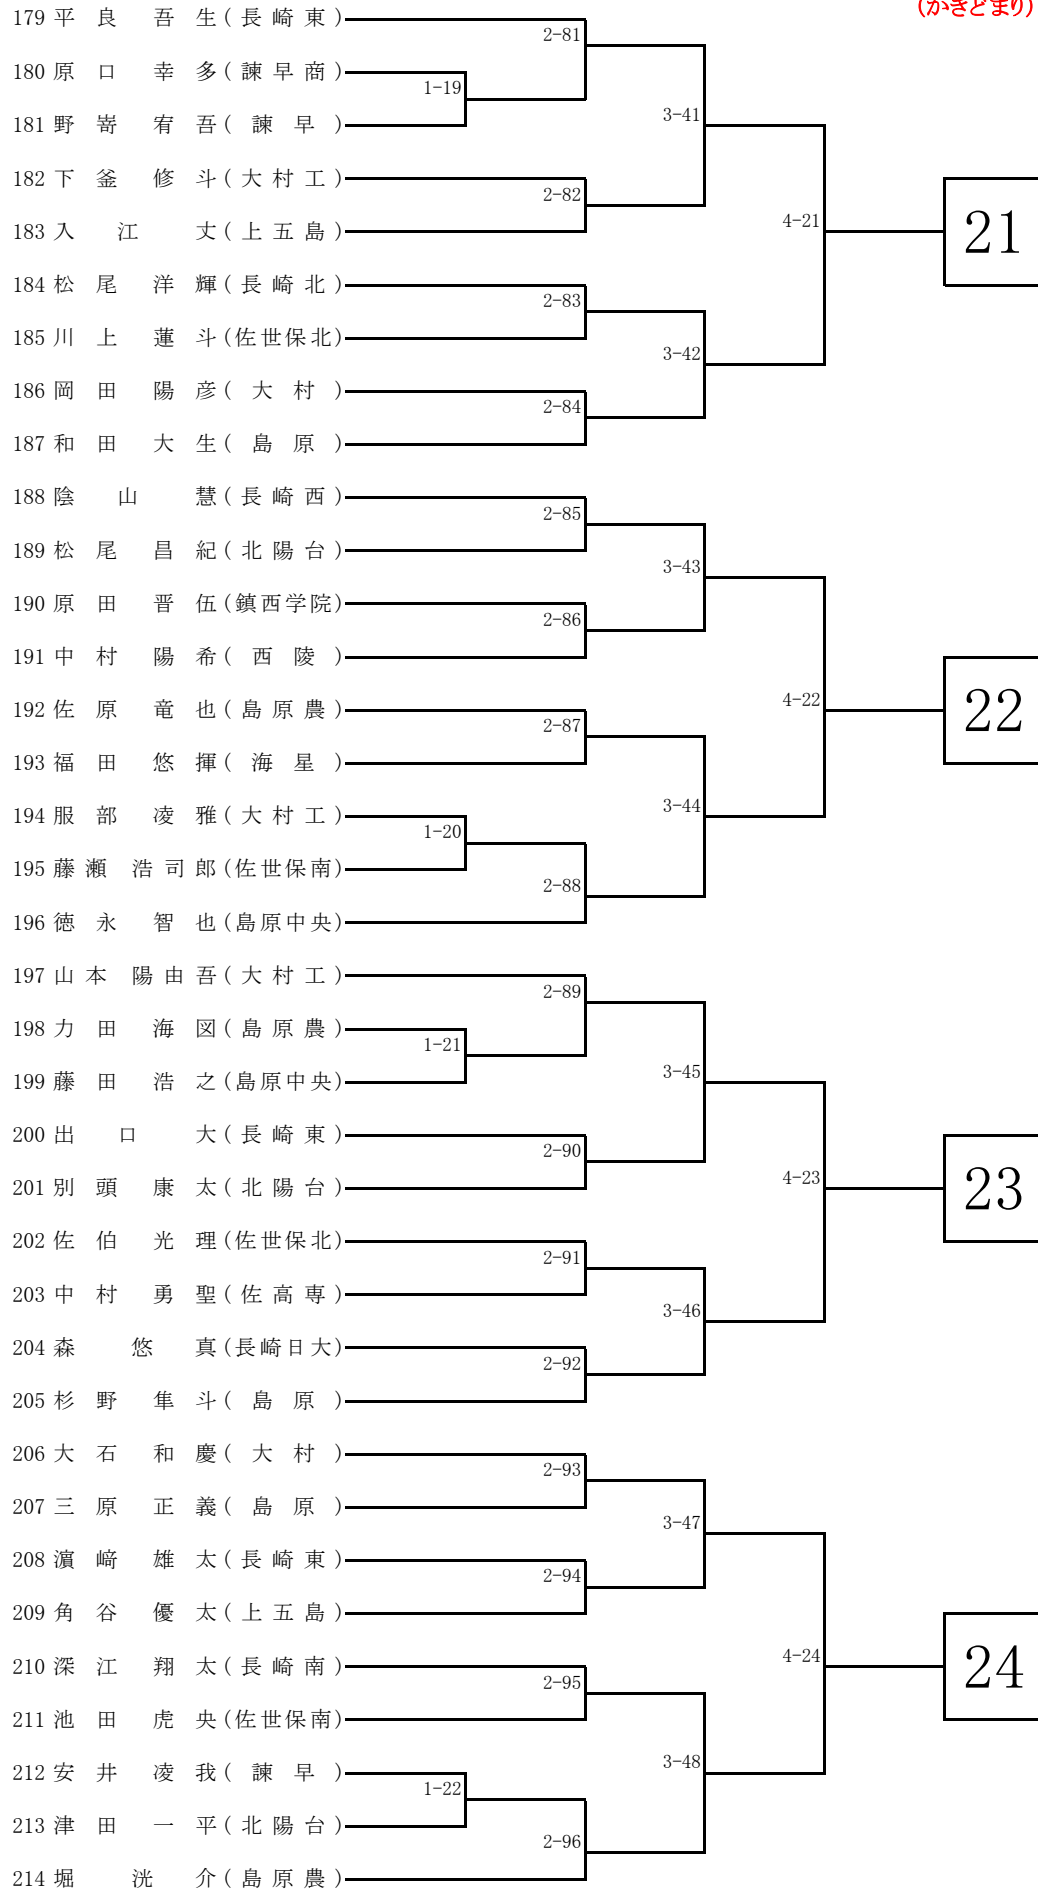 (かきどまり)
179 平良 吾生 (長崎東)
2-81
180 原口 幸多 (諫早商)
1-19
181 野嵜 宥吾 (諫早)
3-41
182 下釜 修斗 (大村工)
2-82
183 入江 丈 (上五島)
4-21
21
184 松尾 洋輝 (長崎北)
2-83
185 川上 蓮斗 (佐世保北)
3-42
186 岡田 陽彦 (大村)
2-84
187 和田 大生 (島原)
188 陰山 慧 (長崎西)
2-85
189 松尾 昌紀 (北陽台)
3-43
190 原田 晋伍 (鎮西学院)
2-86
191 中村 陽希 (西陵)
4-22
22
192 佐原 竜也 (島原農)
2-87
193 福田 悠揮 (海星)
3-44
194 服部 凌雅 (大村工)
1-20
195 藤瀬 浩司郎 (佐世保南)
2-88
196 徳永 智也 (島原中央)
197 山本 陽由吾 (大村工)
2-89
198 力田 海図 (島原農)
1-21
199 藤田 浩之 (島原中央)
3-45
200 出口 大 (長崎東)
2-90
201 別頭 康太 (北陽台)
4-23
23
202 佐伯 光理 (佐世保北)
2-91
203 中村 勇聖 (佐高専)
3-46
204 森 悠真 (長崎日大)
2-92
205 杉野 隼斗 (島原)
206 大石 和慶 (大村)
2-93
207 三原 正義 (島原)
3-47
208 濵﨑 雄太 (長崎東)
2-94
209 角谷 優太 (上五島)
4-24
24
210 深江 翔太 (長崎南)
2-95
211 池田 虎央 (佐世保南)
3-48
212 安井 凌我 (諫早)
1-22
213 津田 一平 (北陽台)
2-96
214 堀 洸介 (島原農)